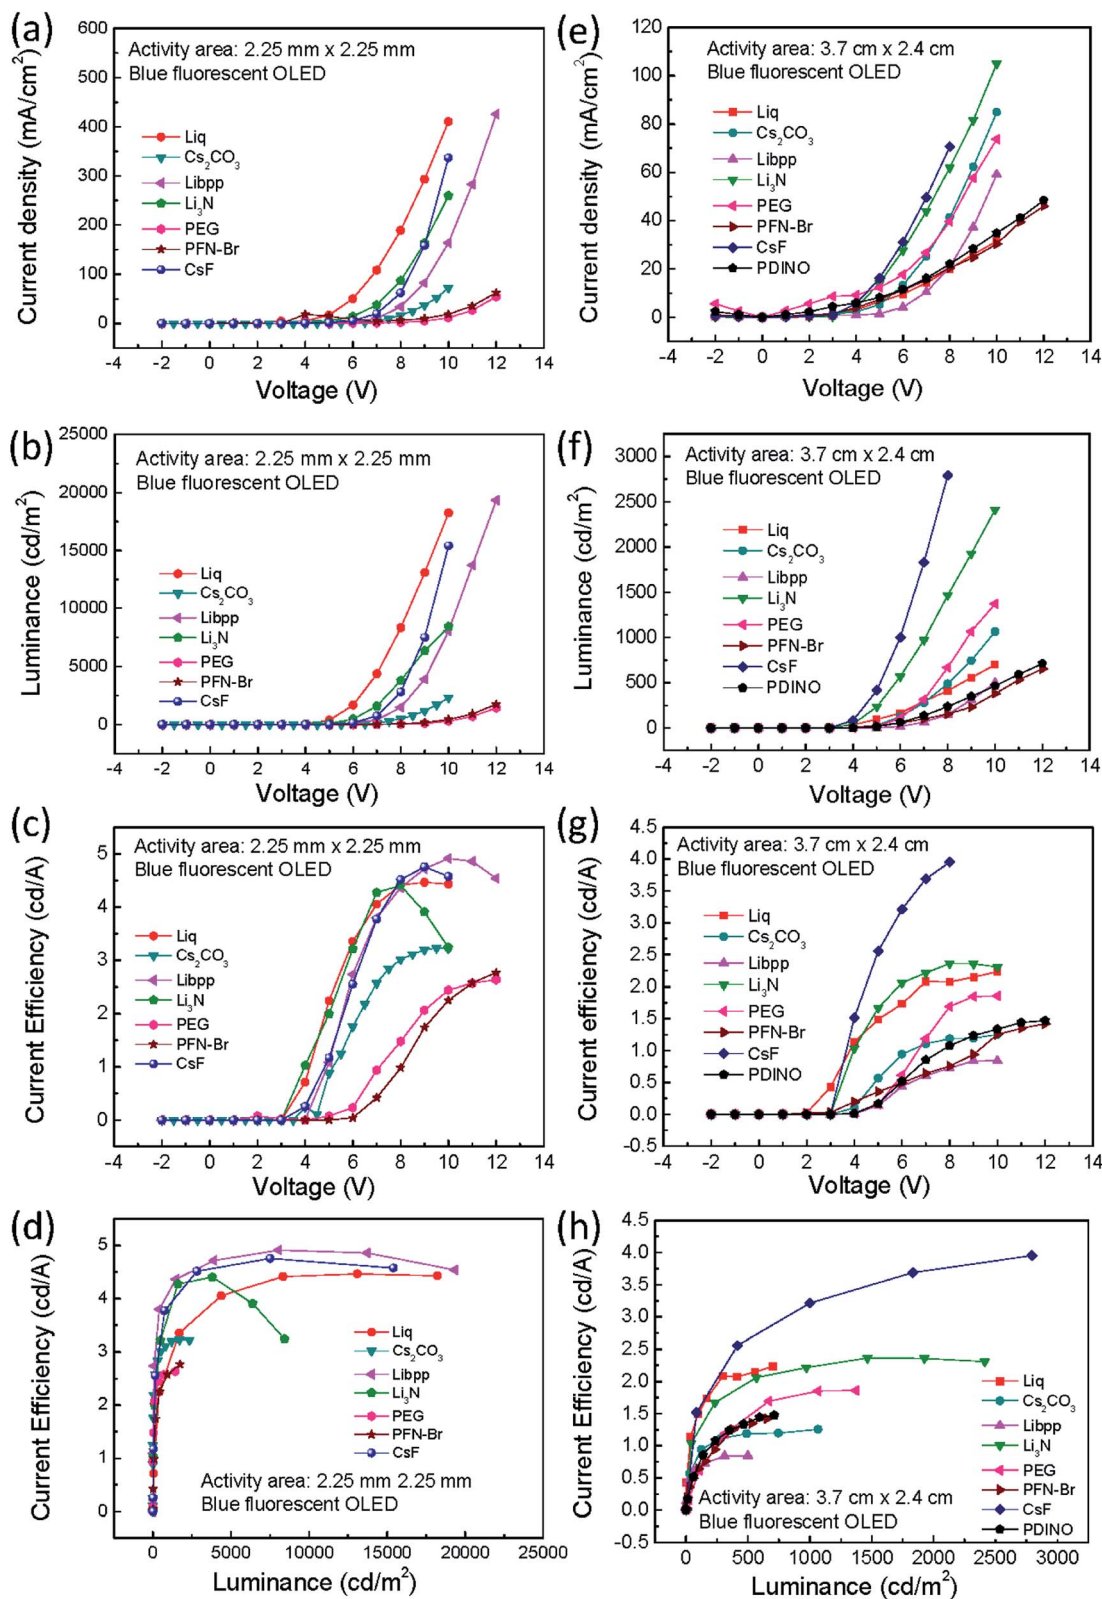 (a)
600
500
400
300
200
100
0
Current density (mA/cm²)
Activity area: 2.25 mm x 2.25 mm
Blue fluorescent OLED
Liq
Cs₂CO₃
Libpp
Li₃N
PEG
PFN-Br
CsF
-4 -2 0 2 4 6 8 10 12 14
Voltage (V)
(e)
120
100
80
60
40
20
0
Current density (mA/cm²)
Activity area: 3.7 cm x 2.4 cm
Blue fluorescent OLED
Liq
Cs₂CO₃
Libpp
Li₃N
PEG
PFN-Br
CsF
PDINO
-4 -2 0 2 4 6 8 10 12 14
Voltage (V)
(b)
25000
20000
15000
10000
5000
0
Luminance (cd/m²)
Activity area: 2.25 mm x 2.25 mm
Blue fluorescent OLED
Liq
Cs₂CO₃
Libpp
Li₃N
PEG
PFN-Br
CsF
-4 -2 0 2 4 6 8 10 12 14
Voltage (V)
(f)
3000
2500
2000
1500
1000
500
0
Luminance (cd/m²)
Activity area: 3.7 cm x 2.4 cm
Blue fluorescent OLED
Liq
Cs₂CO₃
Libpp
Li₃N
PEG
PFN-Br
CsF
PDINO
-4 -2 0 2 4 6 8 10 12 14
Voltage (V)
(c)
5
4
3
2
1
0
Current Efficiency (cd/A)
Activity area: 2.25 mm x 2.25 mm
Blue fluorescent OLED
Liq
Cs₂CO₃
Libpp
Li₃N
PEG
PFN-Br
CsF
-4 -2 0 2 4 6 8 10 12 14
Voltage (V)
(g)
4.5
4.0
3.5
3.0
2.5
2.0
1.5
1.0
0.5
0.0
-0.5
Current efficiency (cd/A)
Activity area: 3.7 cm x 2.4 cm
Blue fluorescent OLED
Liq
Cs₂CO₃
Libpp
Li₃N
PEG
PFN-Br
CsF
PDINO
-4 -2 0 2 4 6 8 10 12 14
Voltage (V)
(d)
5
4
3
2
1
0
Current Efficiency (cd/A)
Liq
Cs₂CO₃
Libpp
Li₃N
PEG
PFN-Br
CsF
Activity area: 2.25 mm 2.25 mm
Blue fluorescent OLED
0 5000 10000 15000 20000 25000
Luminance (cd/m²)
(h)
4.5
4.0
3.5
3.0
2.5
2.0
1.5
1.0
0.5
0.0
-0.5
Current Efficiency (cd/A)
Liq
Cs₂CO₃
Libpp
Li₃N
PEG
PFN-Br
CsF
PDINO
Activity area: 3.7 cm x 2.4 cm
Blue fluorescent OLED
0 500 1000 1500 2000 2500 3000
Luminance (cd/m²)